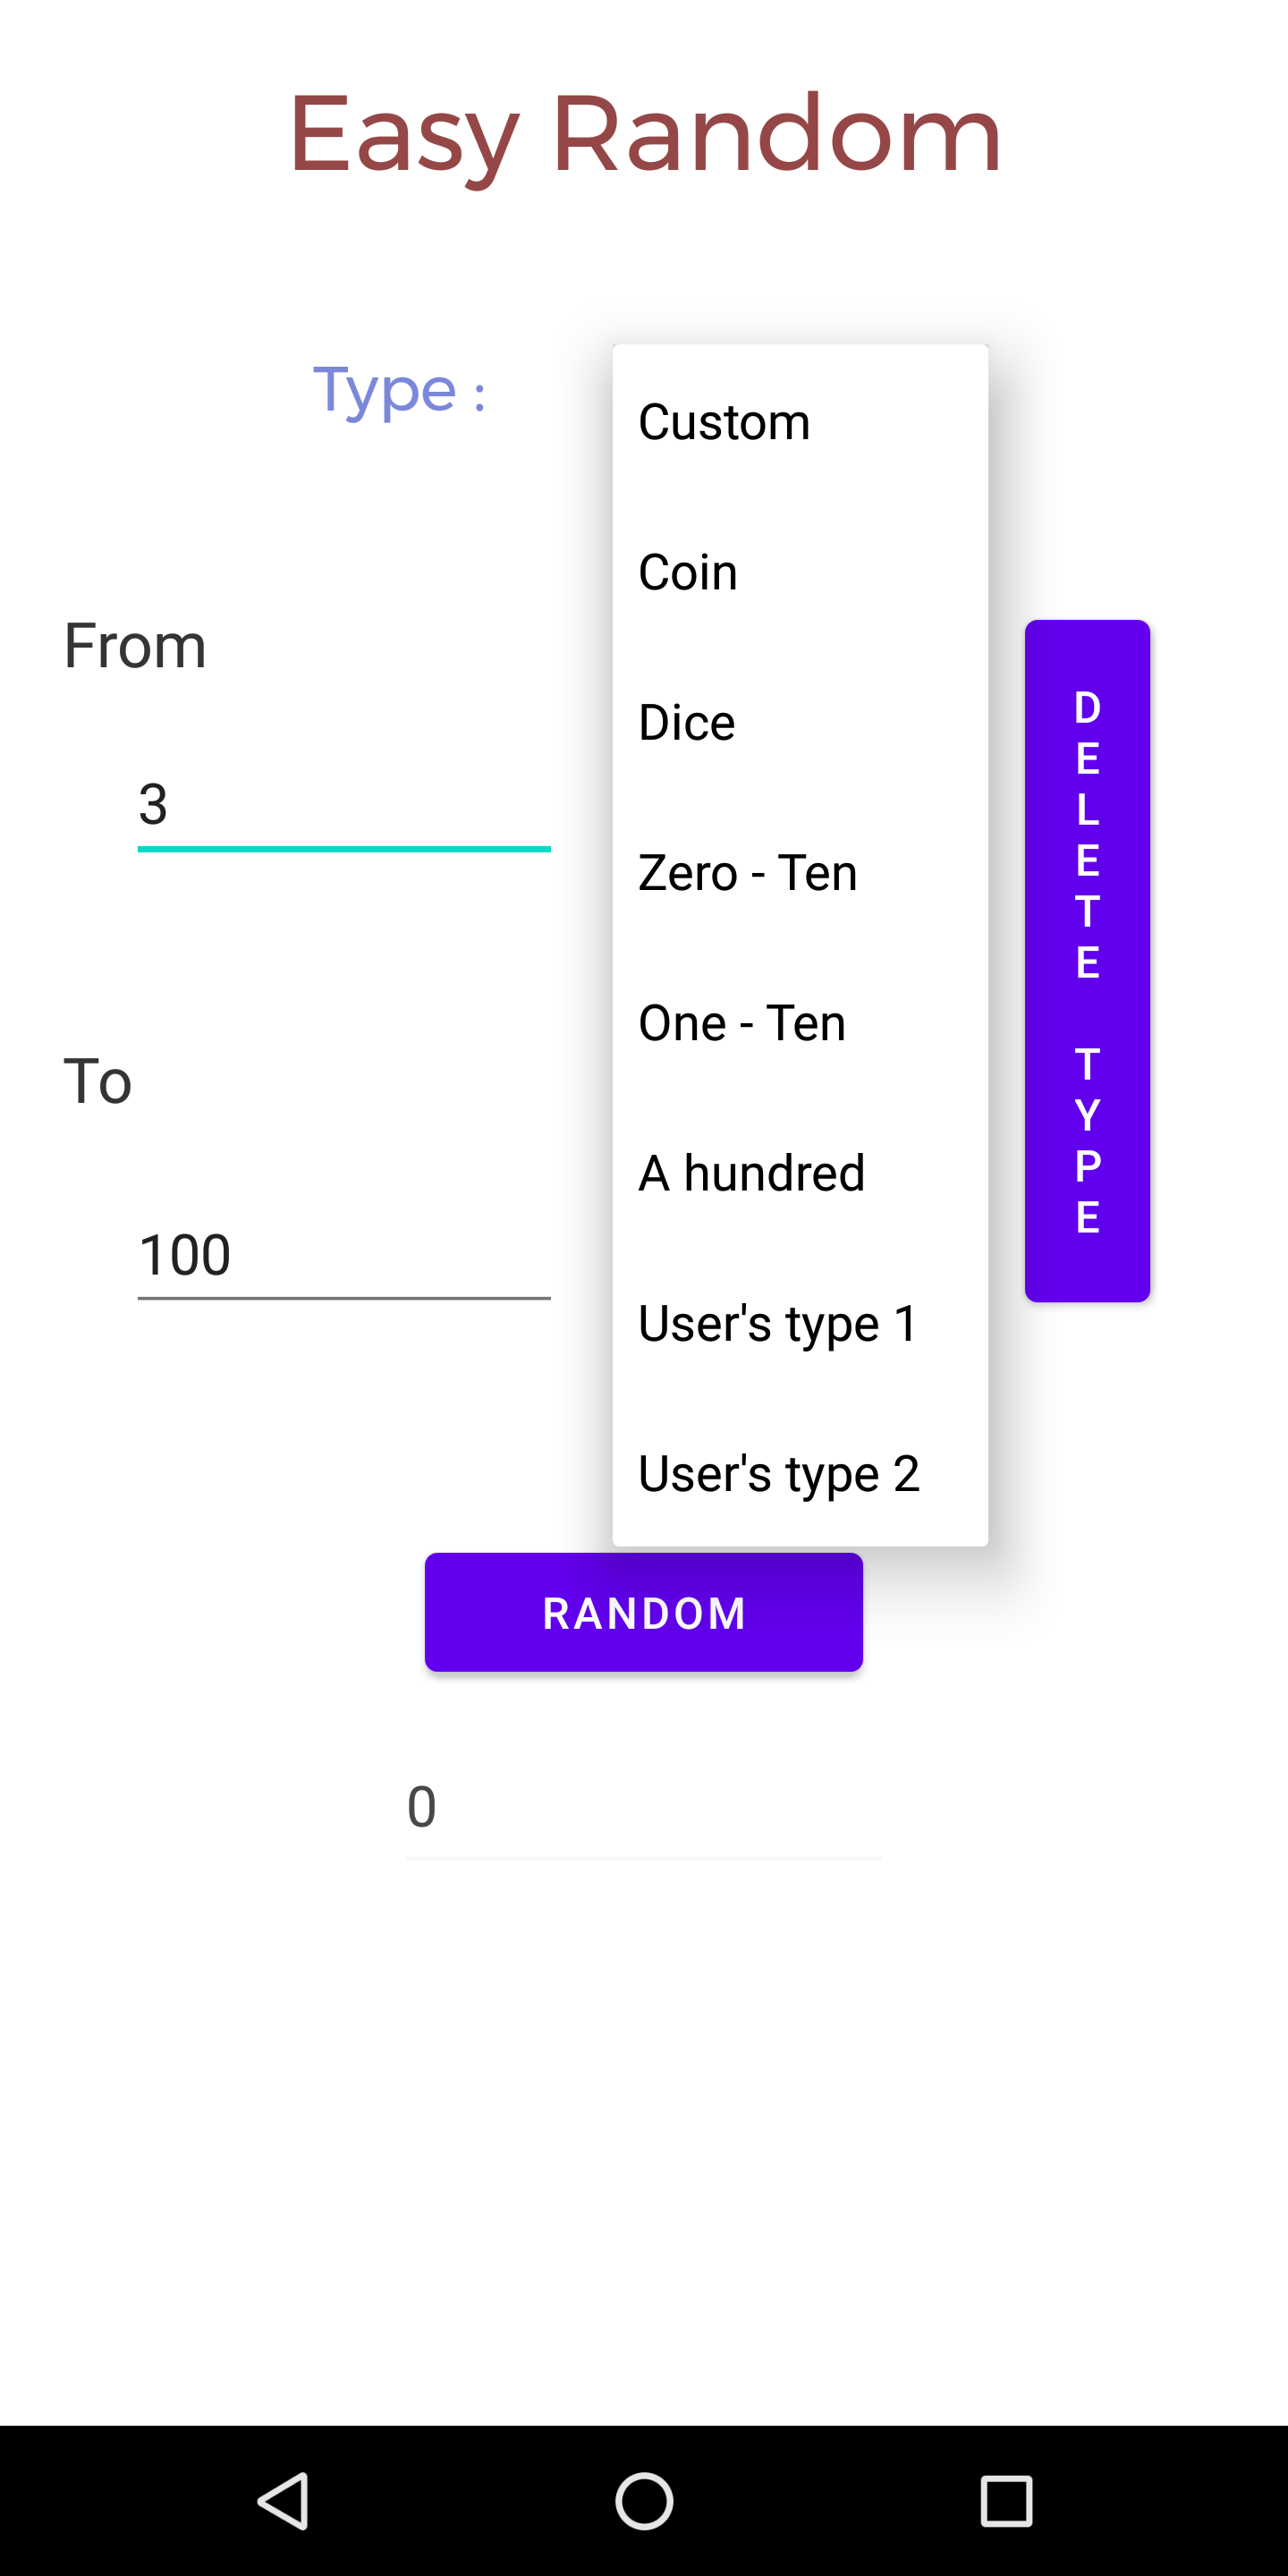 Easy Random
Type :
Custom
Coin
Dice
Zero - Ten
One - Ten
A hundred
User's type 1
User's type 2
From
3
To
100
DELETE TYPE
RANDOM
0